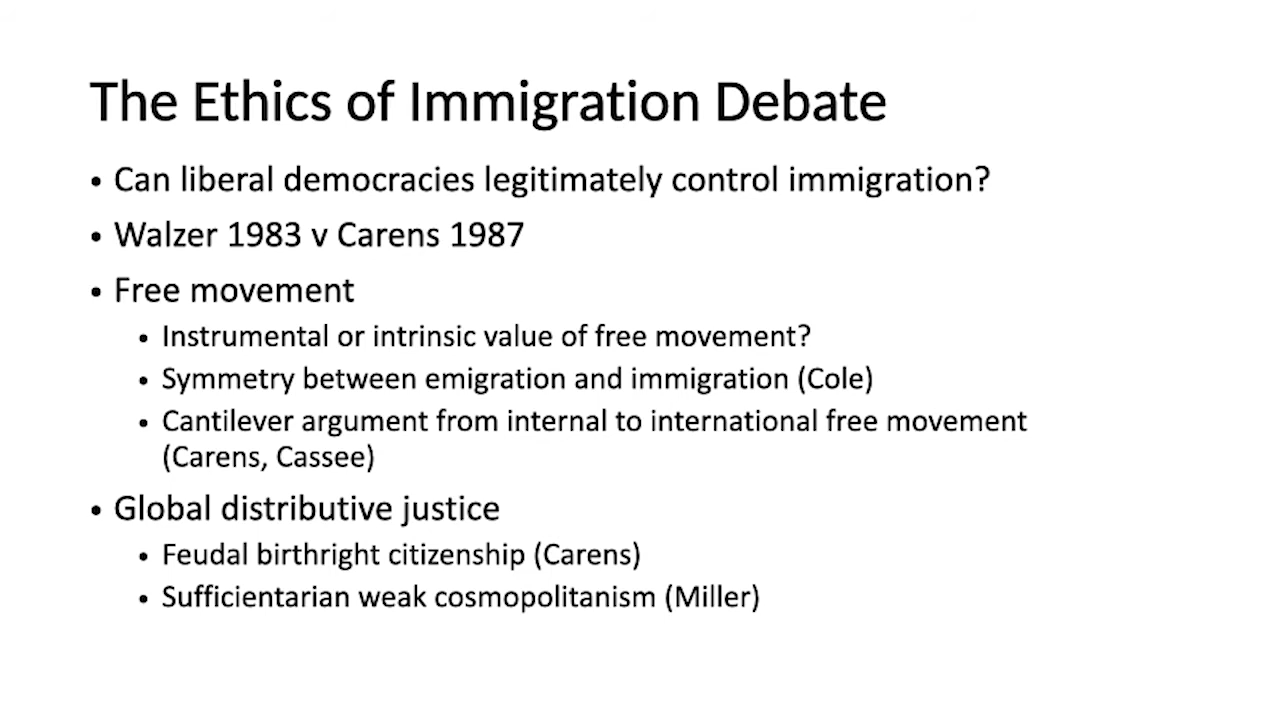 The Ethics of Immigration Debate
• Can liberal democracies legitimately control immigration?
• Walzer 1983 v Carens 1987
• Free movement
• Instrumental or intrinsic value of free movement?
• Symmetry between emigration and immigration (Cole)
• Cantilever argument from internal to international free movement
(Carens, Cassee)
• Global distributive justice
• Feudal birthright citizenship (Carens)
• Sufficientarian weak cosmopolitanism (Miller)